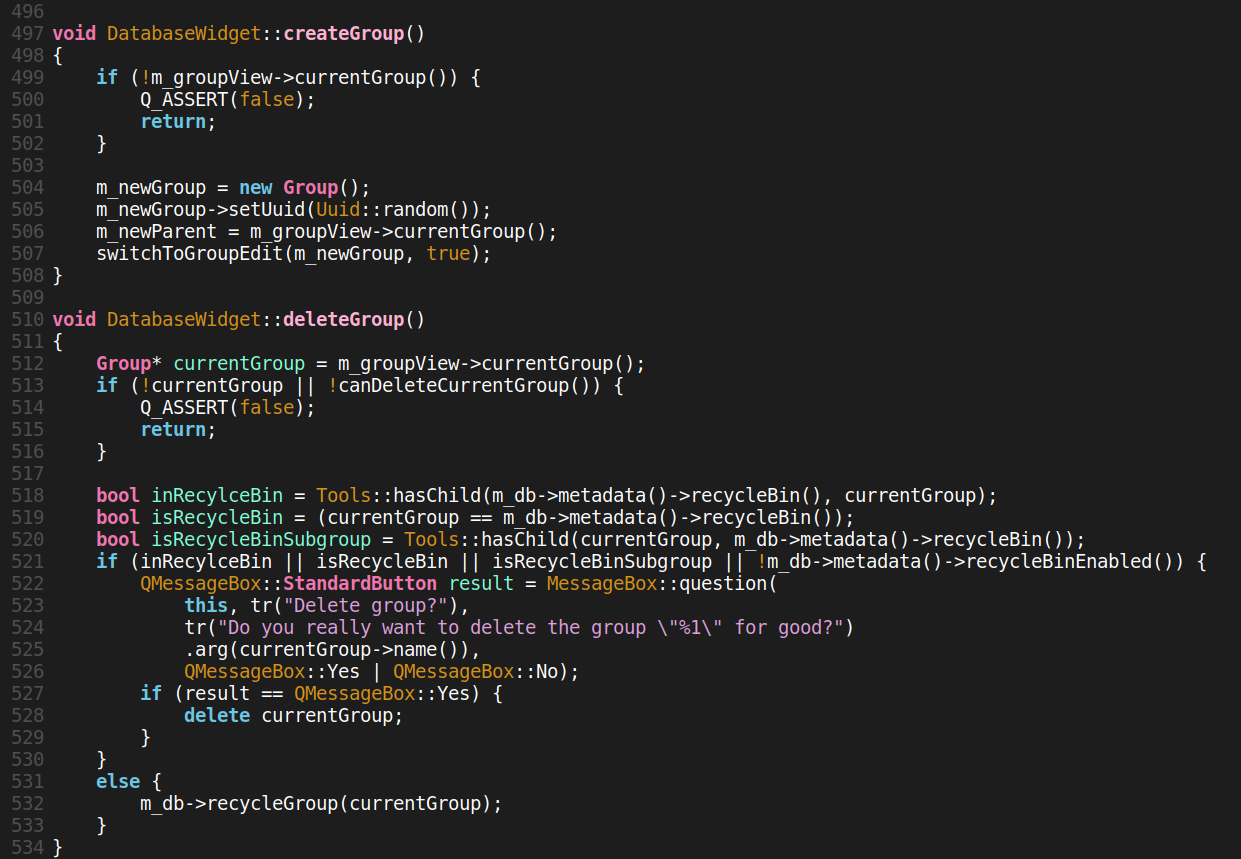 496
497 void DatabaseWidget::createGroup()
498 {
499     if (!m_groupView->currentGroup()) {
500         Q_ASSERT(false);
501         return;
502     }
503
504     m_newGroup = new Group();
505     m_newGroup->setUuid(Uuid::random());
506     m_newParent = m_groupView->currentGroup();
507     switchToGroupEdit(m_newGroup, true);
508 }
509
510 void DatabaseWidget::deleteGroup()
511 {
512     Group* currentGroup = m_groupView->currentGroup();
513     if (!currentGroup || !canDeleteCurrentGroup()) {
514         Q_ASSERT(false);
515         return;
516     }
517
518     bool inRecylceBin = Tools::hasChild(m_db->metadata()->recycleBin(), currentGroup);
519     bool isRecycleBin = (currentGroup == m_db->metadata()->recycleBin());
520     bool isRecycleBinSubgroup = Tools::hasChild(currentGroup, m_db->metadata()->recycleBin());
521     if (inRecylceBin || isRecycleBin || isRecycleBinSubgroup || !m_db->metadata()->recycleBinEnabled()) {
522         QMessageBox::StandardButton result = MessageBox::question(
523             this, tr("Delete group?"),
524             tr("Do you really want to delete the group \"%1\" for good?")
525             .arg(currentGroup->name()),
526             QMessageBox::Yes | QMessageBox::No);
527         if (result == QMessageBox::Yes) {
528             delete currentGroup;
529         }
530     }
531     else {
532         m_db->recycleGroup(currentGroup);
533     }
534 }